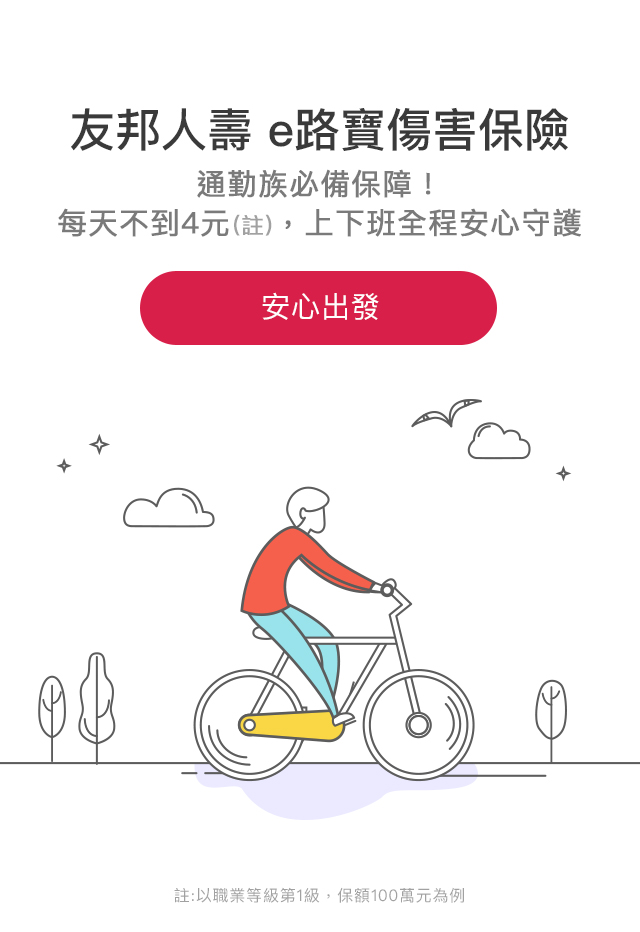 友邦人壽 e路寶傷害保險
通勤族必備保障！
每天不到4元(註)，上下班全程安心守護
安心出發
註:以職業等級第1級，保額100萬元為例